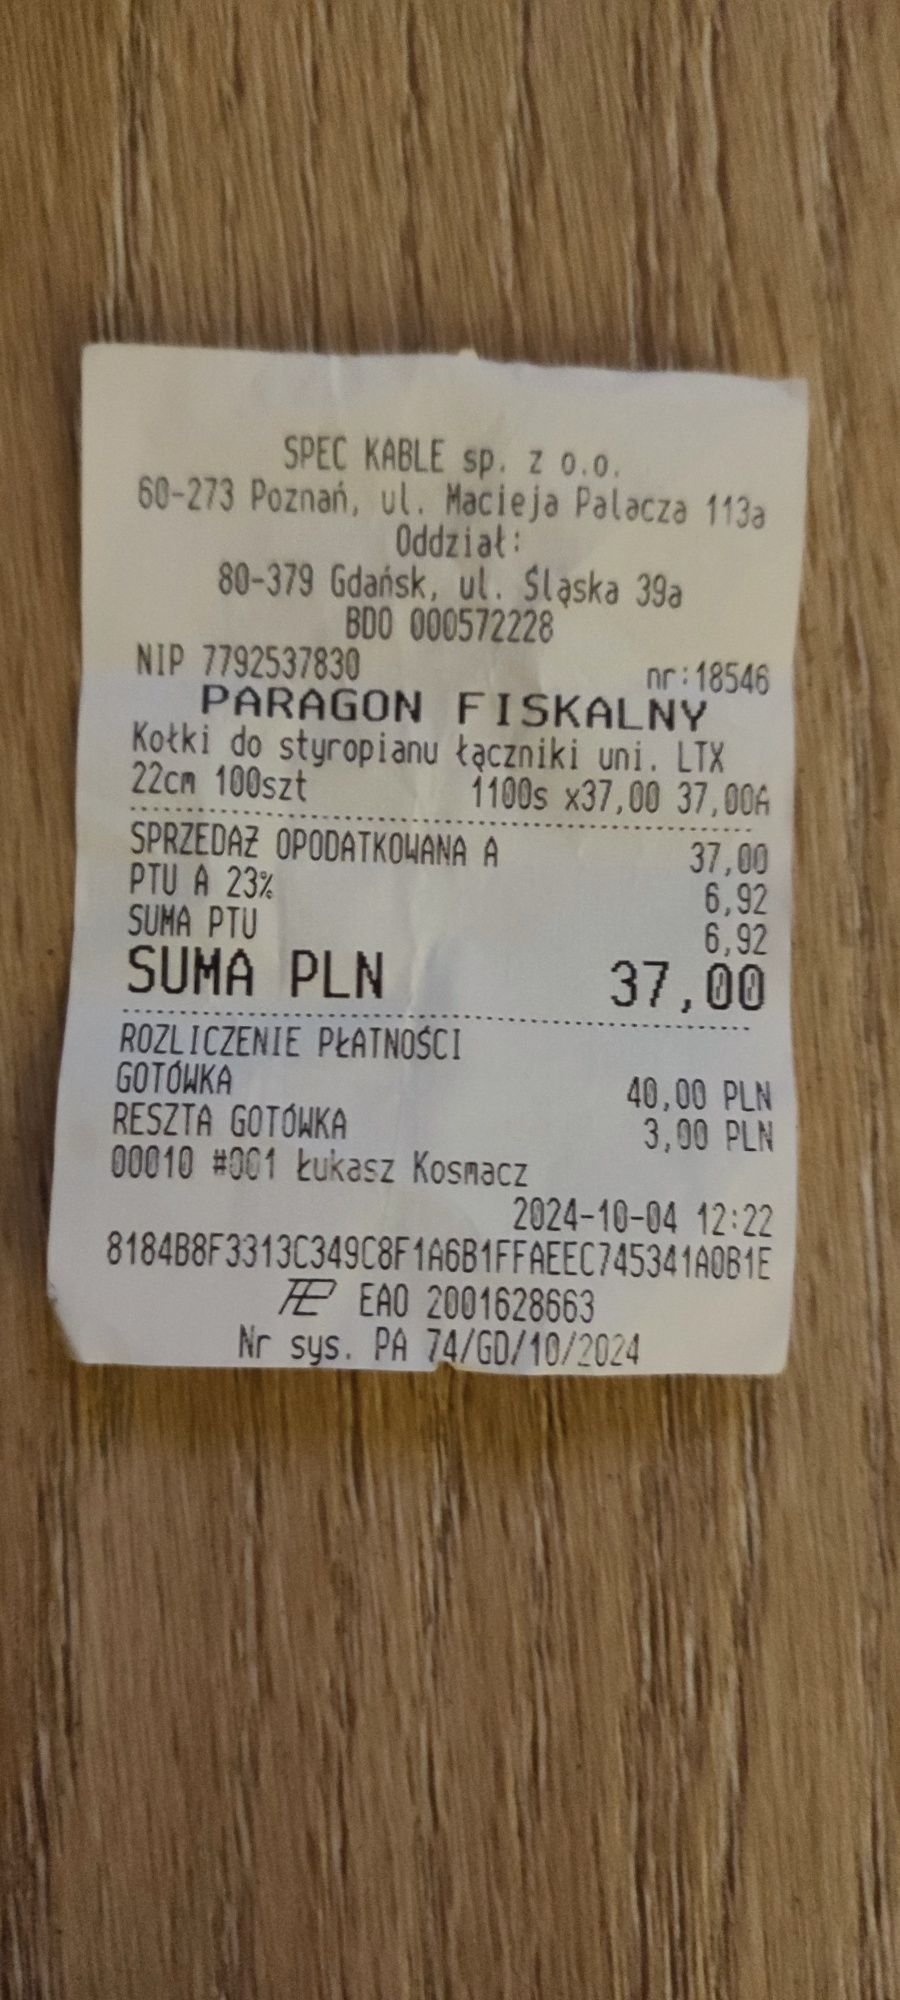 SPEC KABLE sp. z o.o.
60-273 Poznań, ul. Macieja Palacza 113a
Oddział:
80-379 Gdańsk, ul. Śląska 39a
BDO 000572228
NIP 7792537830 nr:18546
PARAGON FISKALNY
Kołki do styropianu łączniki uni. LTX
22cm 100szt 1100s x37,00 37,00A
SPRZEDAŻ OPODATKOWANA A 37,00
PTU A 23% 6,92
SUMA PTU 6,92
SUMA PLN 37,00
ROZLICZENIE PŁATNOŚCI
GOTÓWKA 40,00 PLN
RESZTA GOTÓWKA 3,00 PLN
00010 #001 Łukasz Kosmacz
2024-10-04 12:22
8184B8F3313C349C8F1A6B1FFAEEC745341A0B1E
EAO 2001628663
Nr sys. PA 74/GD/10/2024